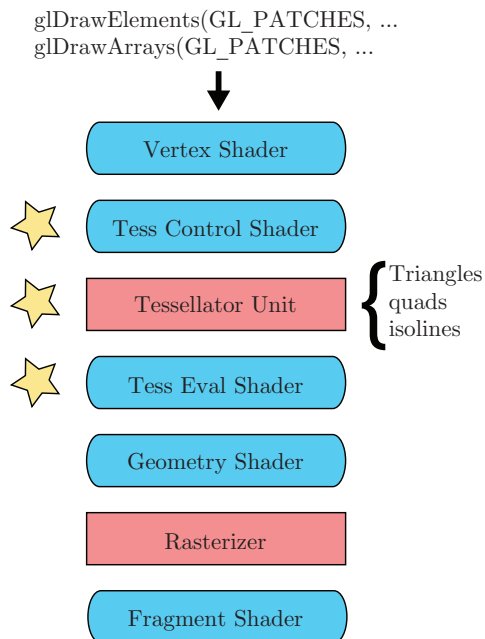 glDrawElements(GL_PATCHES, ...
glDrawArrays(GL_PATCHES, ...
Vertex Shader
Tess Control Shader
Tessellator Unit
Triangles
quads
isolines
Tess Eval Shader
Geometry Shader
Rasterizer
Fragment Shader